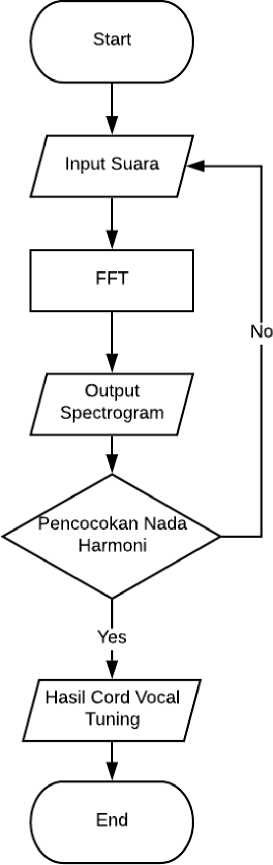 Start
Input Suara
FFT
No
Output
Spectrogram
Pencocokan Nada
Harmoni
Yes
Hasil Cord Vocal
Tuning
End